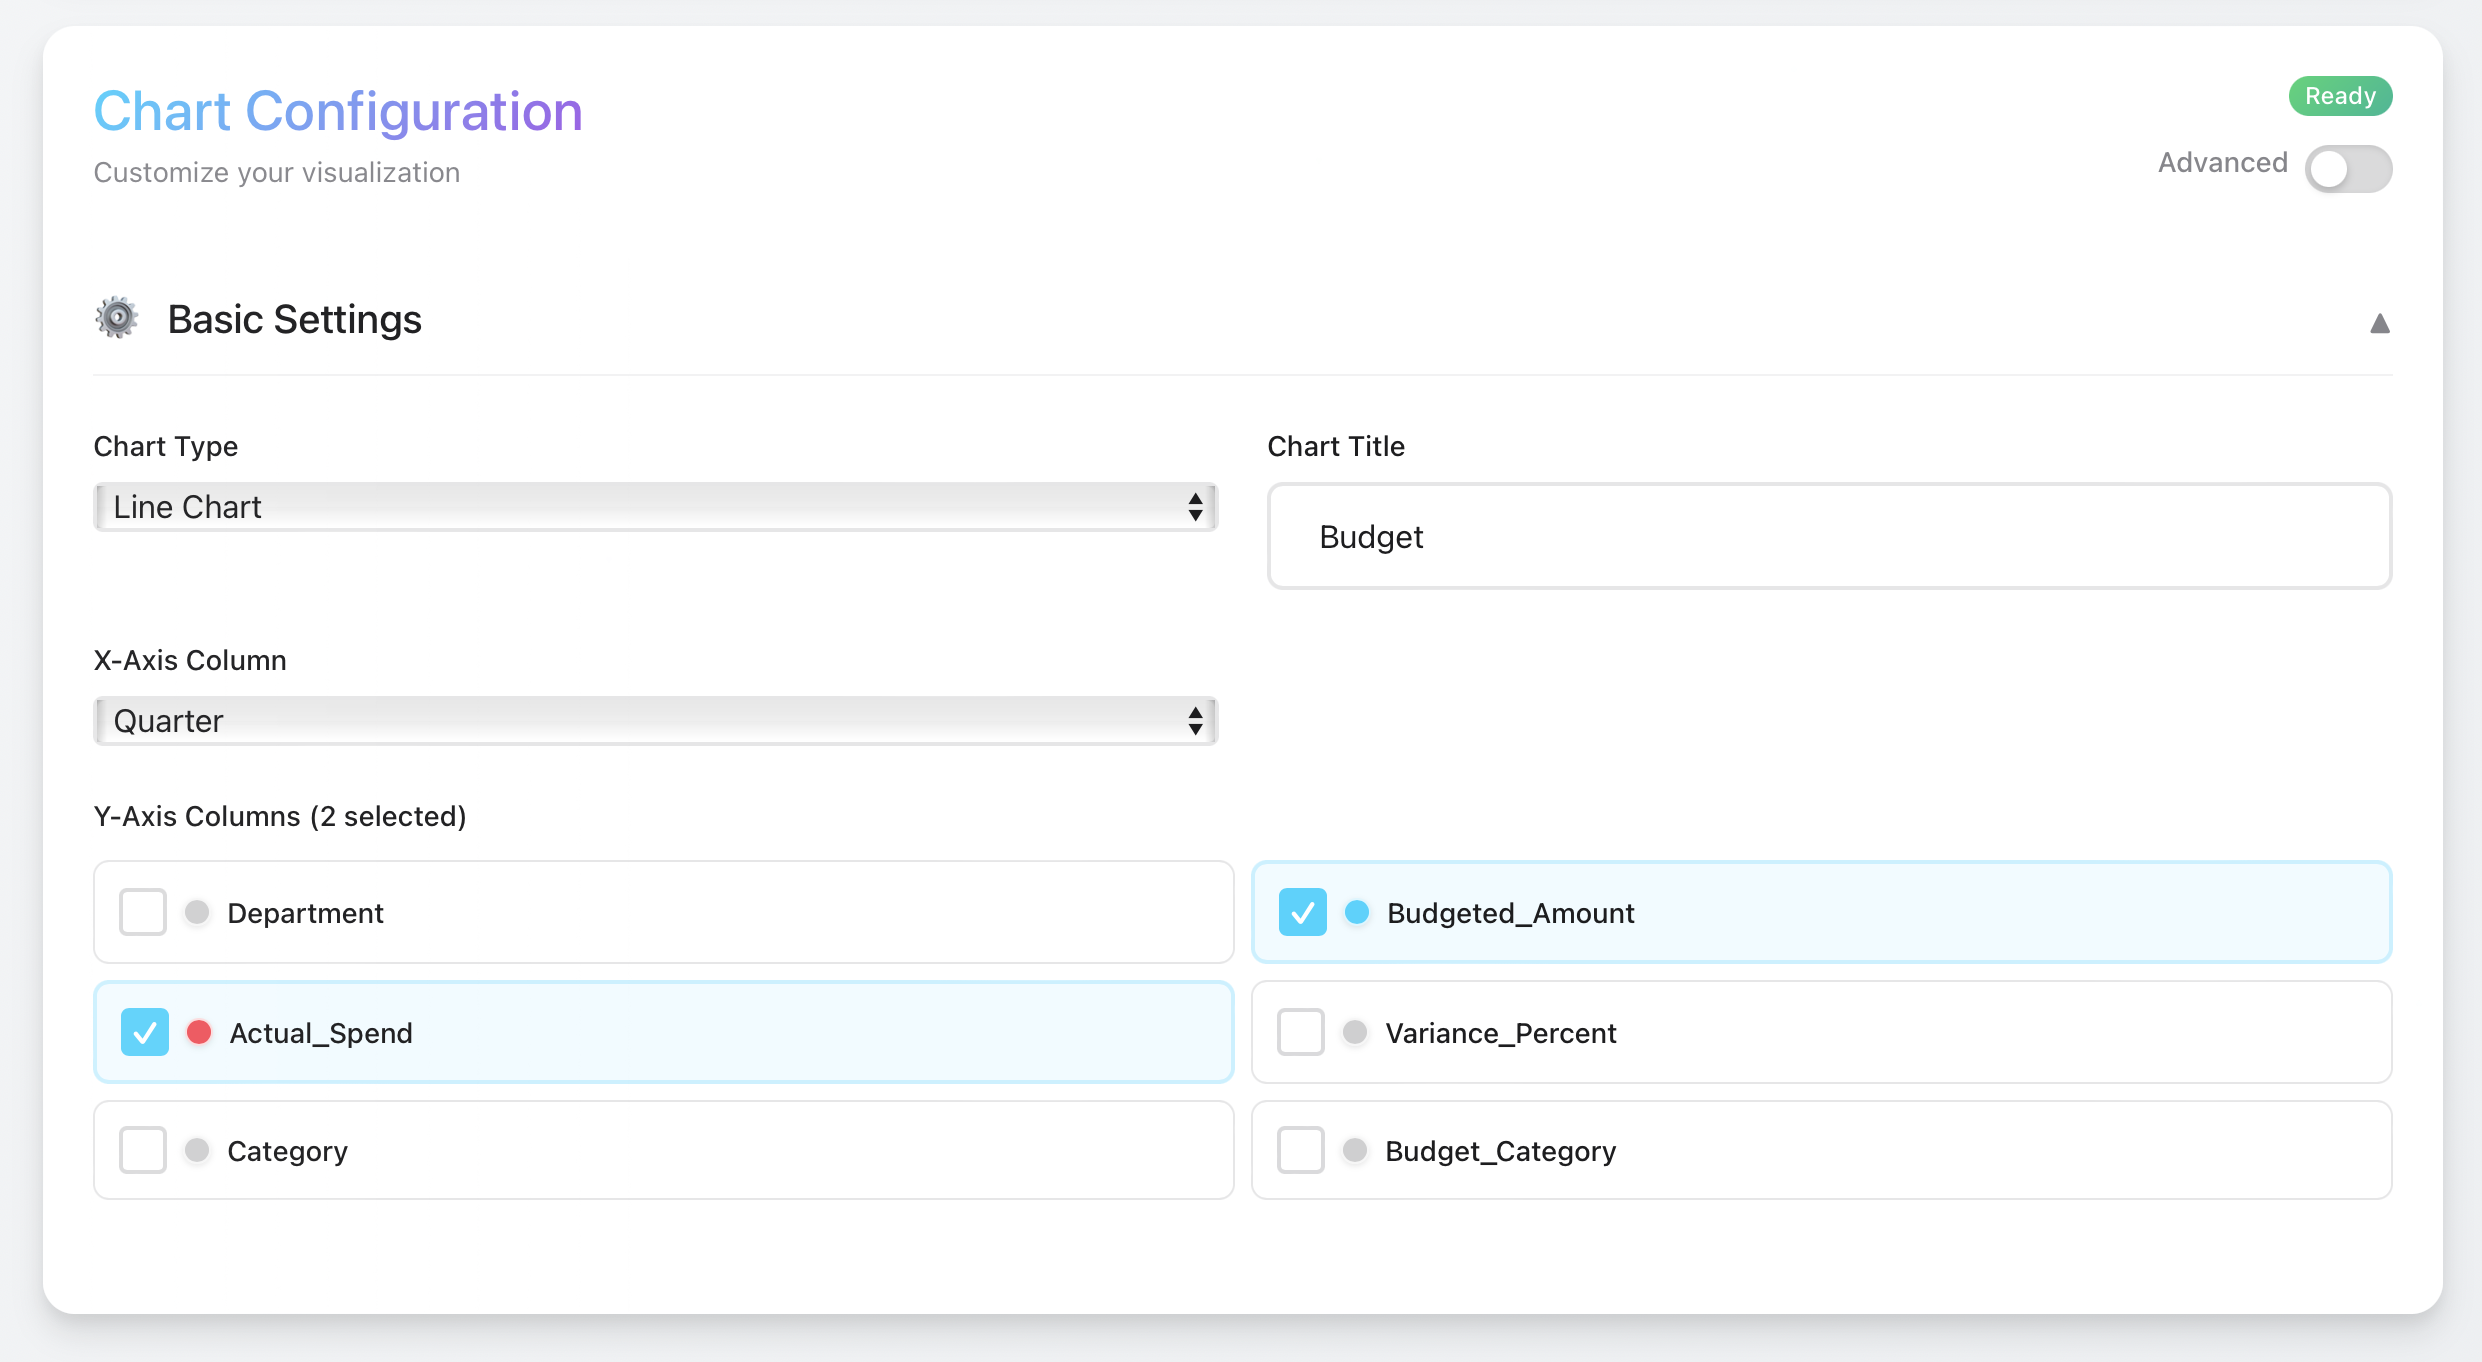 Chart Configuration
Ready
Customize your visualization
Advanced
Basic Settings
Chart Type
Chart Title
Line Chart
Budget
X-Axis Column
Quarter
Y-Axis Columns (2 selected)
Department
Budgeted_Amount
Actual_Spend
Variance_Percent
Category
Budget_Category